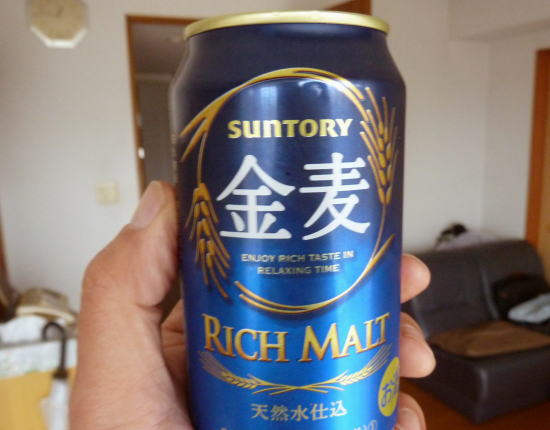 SUNTORY
金麦
ENJOY RICH TASTE IN
RELAXING TIME
RICH MALT
天然水仕込